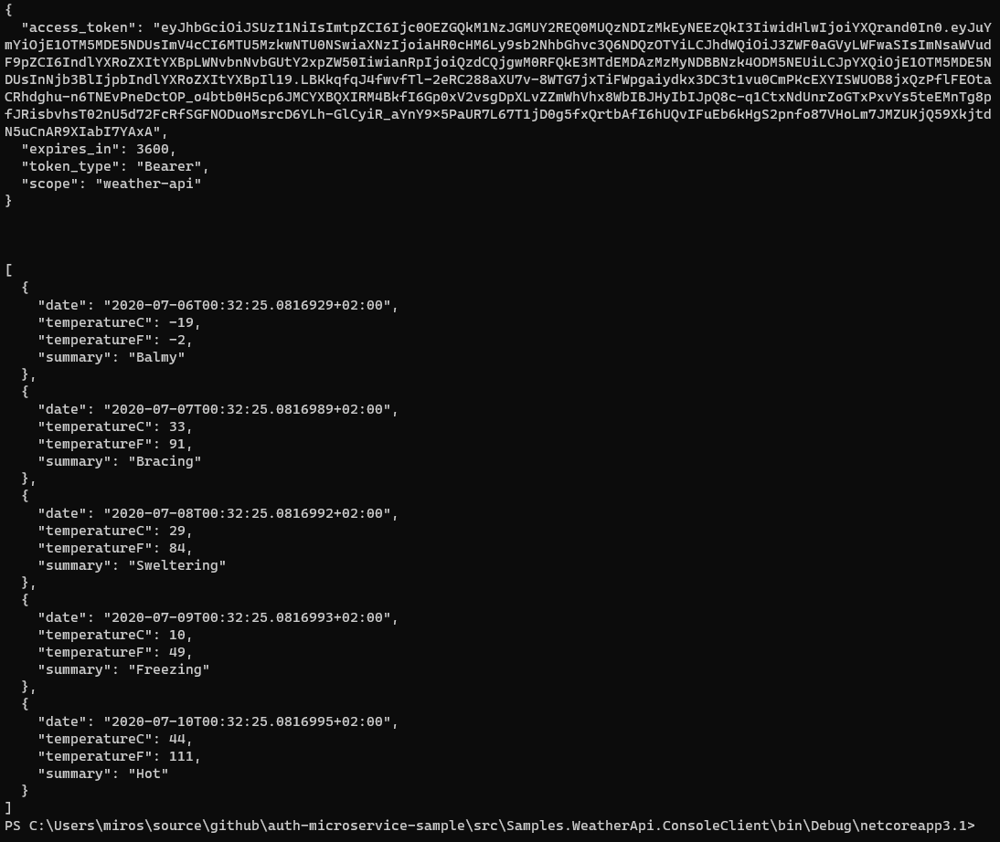 {
  "access_token": "eyJhbGciOiJSUzI1NiIsImtpZCI6Ijc0OEZGQkM1NzJGMUY2REQ0MUQzNDIzMkEyNEEzQkI3IiwidHlwIjoiYXQrand0In0.eyJuY
mYiOjE1OTM5MDE5NDUsImV4cCI6MTU5MzkwNTU0NSwiaXNzIjoiaHR0cHM6Ly9sb2NhbGhvc3Q6NDQzOTYiLCJhdWQiOiJ3ZWF0aGVyLWFwaSIsImNsaWVud
F9pZCI6IndlYXRoZXItYXBpLWNvbnNvbGUtY2xpZW50IiwianRpIjoiQzdCQjgwM0RFQkE3MTdEMDAzMzMyNDBBNzk4ODM5NEUiLCJpYXQiOjE1OTM5MDE5N
DUsInNjb3BlIjpbIndlYXRoZXItYXBpIl19.LBKkqfqJ4fwvfTl-2eRC288aXU7v-8WTG7jxTiFWpgaiydkx3DC3t1vu0CmPKcEXYISWUOB8jxQzPflFEOta
CRhdghu-n6TNEvPneDctOP_o4btb0H5cp6JMCYXBQXIRM4BkfI6Gp0xV2vsgDpXLvZZmWhVhx8WbIBJHyIbIJpQ8c-q1CtxNdUnrZoGTxPxvYs5teEMnTg8p
fJRisbvhsT02nU5d72FcRfSGFNODuoMsrcD6YLh-GlCyiR_aYnY9x5PaUR7L67T1jD0g5fxQrtbAfI6hUQvIFuEb6kHgS2pnfo87VHoLm7JMZUKjQ59Xkjtd
N5uCnAR9XIabI7YAxA",
  "expires_in": 3600,
  "token_type": "Bearer",
  "scope": "weather-api"
}
[
  {
    "date": "2020-07-06T00:32:25.0816929+02:00",
    "temperatureC": -19,
    "temperatureF": -2,
    "summary": "Balmy"
  },
  {
    "date": "2020-07-07T00:32:25.0816989+02:00",
    "temperatureC": 33,
    "temperatureF": 91,
    "summary": "Bracing"
  },
  {
    "date": "2020-07-08T00:32:25.0816992+02:00",
    "temperatureC": 29,
    "temperatureF": 84,
    "summary": "Sweltering"
  },
  {
    "date": "2020-07-09T00:32:25.0816993+02:00",
    "temperatureC": 10,
    "temperatureF": 49,
    "summary": "Freezing"
  },
  {
    "date": "2020-07-10T00:32:25.0816995+02:00",
    "temperatureC": 44,
    "temperatureF": 111,
    "summary": "Hot"
  }
]
PS C:\Users\miros\source\github\auth-microservice-sample\src\Samples.WeatherApi.ConsoleClient\bin\Debug\netcoreapp3.1>